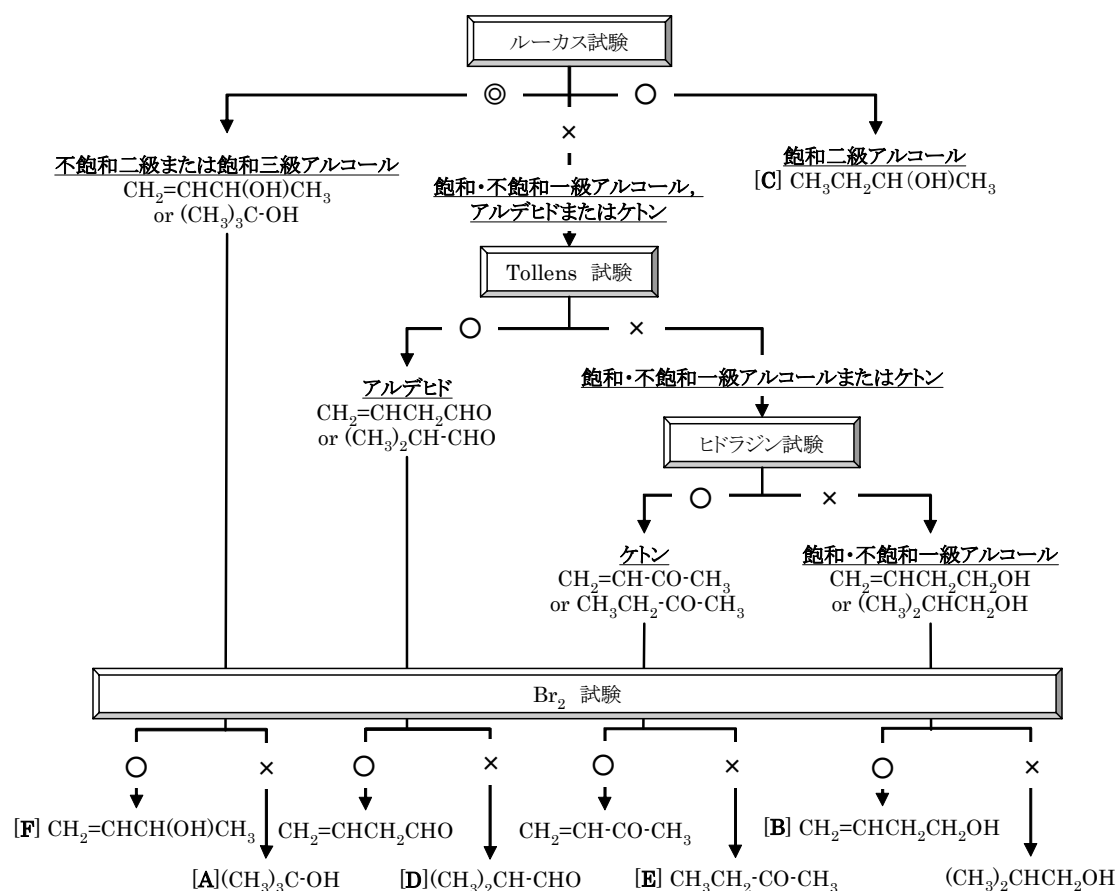 ルーカス試験
◎
○
×
不飽和二級または飽和三級アルコール
CH₂=CHCH(OH)CH₃
or (CH₃)₃C-OH
飽和・不飽和一級アルコール,
アルデヒドまたはケトン
飽和二級アルコール
[C] CH₃CH₂CH(OH)CH₃
Tollens 試験
○
×
アルデヒド
CH₂=CHCH₂CHO
or (CH₃)₂CH-CHO
飽和・不飽和一級アルコールまたはケトン
ヒドラジン試験
○
×
ケトン
CH₂=CH-CO-CH₃
or CH₃CH₂-CO-CH₃
飽和・不飽和一級アルコール
CH₂=CHCH₂CH₂OH
or (CH₃)₂CHCH₂OH
Br₂ 試験
○ × ○ × ○ × ○ ×
[F] CH₂=CHCH(OH)CH₃
CH₂=CHCH₂CHO
CH₂=CH-CO-CH₃
[B] CH₂=CHCH₂CH₂OH
[A](CH₃)₃C-OH
[D](CH₃)₂CH-CHO
[E] CH₃CH₂-CO-CH₃
(CH₃)₂CHCH₂OH